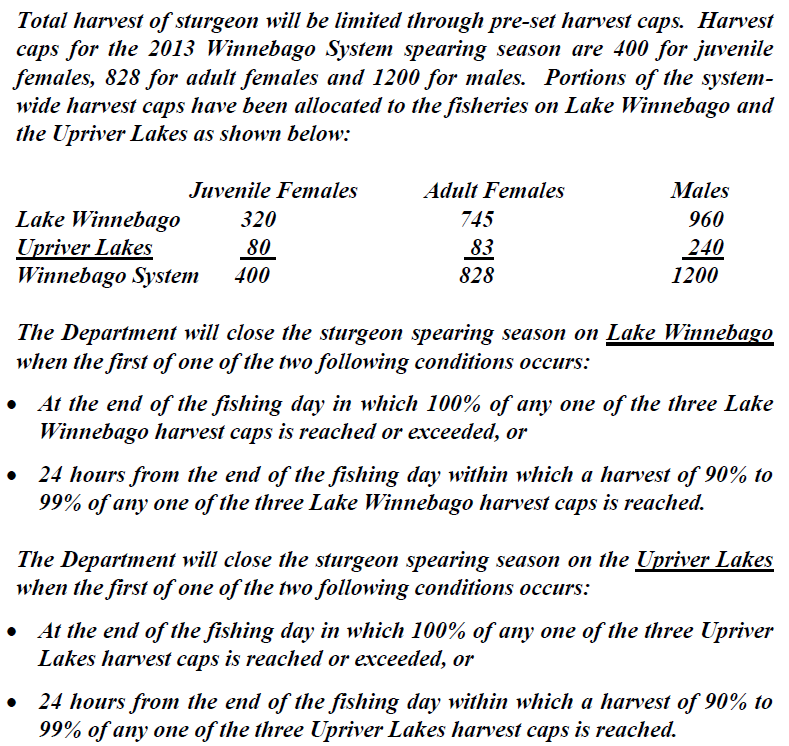 Total harvest of sturgeon will be limited through pre-set harvest caps.  Harvest
caps for the 2013 Winnebago System spearing season are 400 for juvenile
females, 828 for adult females and 1200 for males.  Portions of the system-
wide harvest caps have been allocated to the fisheries on Lake Winnebago and
the Upriver Lakes as shown below:
Juvenile Females Adult Females Males
Lake Winnebago 320 745 960
Upriver Lakes 80 83 240
Winnebago System 400 828 1200
The Department will close the sturgeon spearing season on Lake Winnebago
when the first of one of the two following conditions occurs:
• At the end of the fishing day in which 100% of any one of the three Lake
Winnebago harvest caps is reached or exceeded, or
• 24 hours from the end of the fishing day within which a harvest of 90% to
99% of any one of the three Lake Winnebago harvest caps is reached.
The Department will close the sturgeon spearing season on the Upriver Lakes
when the first of one of the two following conditions occurs:
• At the end of the fishing day in which 100% of any one of the three Upriver
Lakes harvest caps is reached or exceeded, or
• 24 hours from the end of the fishing day within which a harvest of 90% to
99% of any one of the three Upriver Lakes harvest caps is reached.